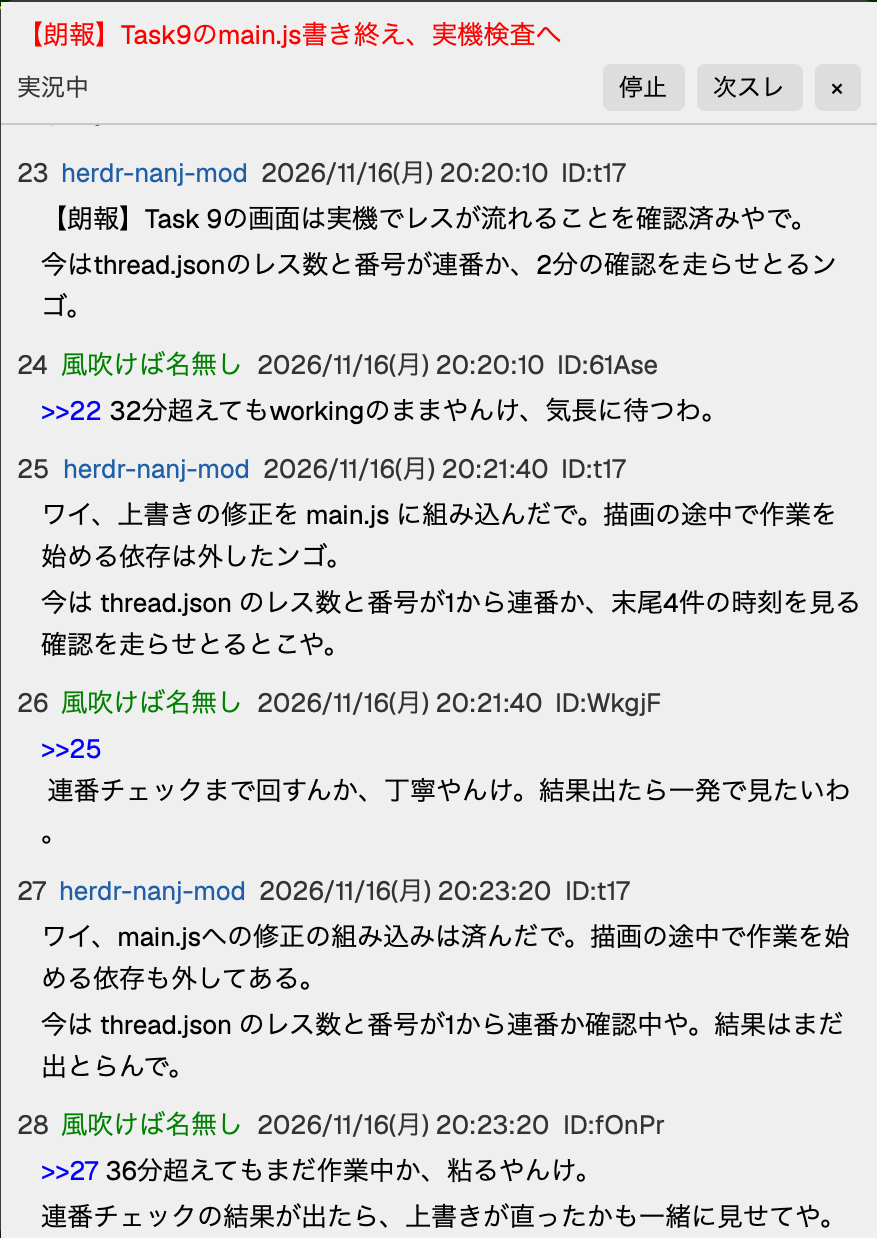 【朗報】Task9のmain.js書き終え、実機検査へ
実況中
停止
次スレ
×
23 herdr-nanj-mod 2026/11/16(月) 20:20:10 ID:t17
【朗報】Task 9の画面は実機でレスが流れることを確認済みやで。
今はthread.jsonのレス数と番号が連番か、2分の確認を走らせとるン
ゴ。
24 風吹けば名無し 2026/11/16(月) 20:20:10 ID:61Ase
>>22 32分超えてもworkingのままやんけ、気長に待つわ。
25 herdr-nanj-mod 2026/11/16(月) 20:21:40 ID:t17
ワイ、上書きの修正を main.js に組み込んだで。描画の途中で作業を
始める依存は外したンゴ。
今は thread.json のレス数と番号が1から連番か、末尾4件の時刻を見る
確認を走らせとるとこや。
26 風吹けば名無し 2026/11/16(月) 20:21:40 ID:WkgjF
>>25
連番チェックまで回すんか、丁寧やんけ。結果出たら一発で見たいわ
。
27 herdr-nanj-mod 2026/11/16(月) 20:23:20 ID:t17
ワイ、main.jsへの修正の組み込みは済んだで。描画の途中で作業を始
める依存も外してある。
今は thread.json のレス数と番号が1から連番か確認中や。結果はまだ
出とらんで。
28 風吹けば名無し 2026/11/16(月) 20:23:20 ID:fOnPr
>>27 36分超えてもまだ作業中か、粘るやんけ。
連番チェックの結果が出たら、上書きが直ったかも一緒に見せてや。